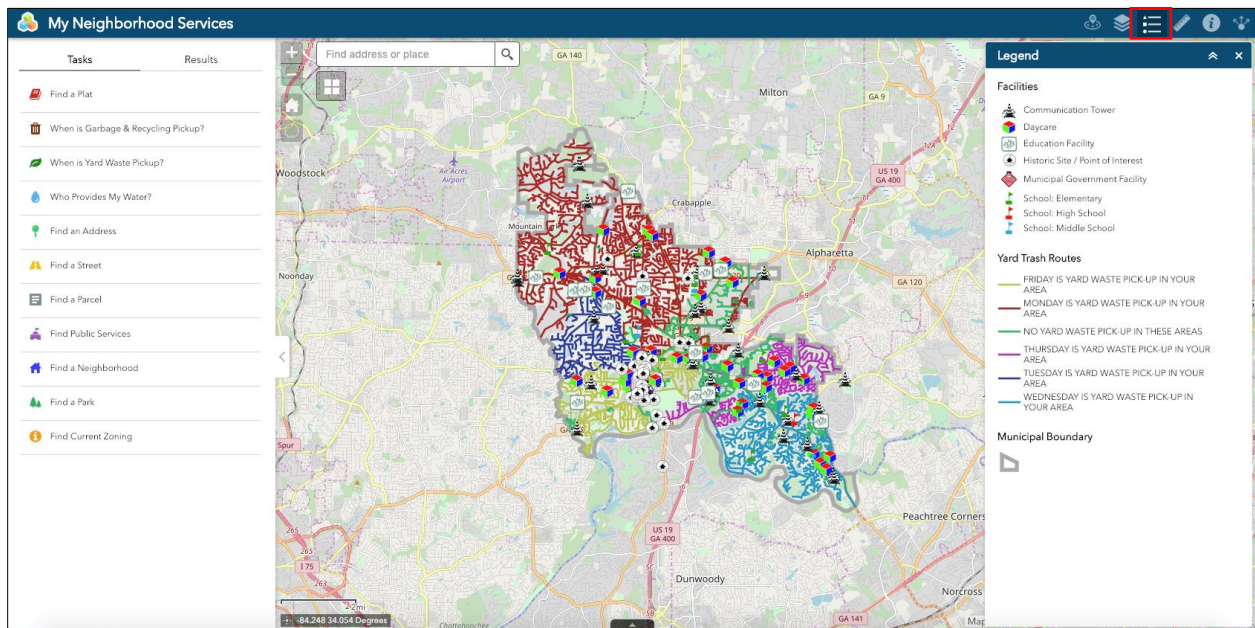 My Neighborhood Services
Tasks
Results
Find a Plat
When is Garbage & Recycling Pickup?
When is Yard Waste Pickup?
Who Provides My Water?
Find an Address
Find a Street
Find a Parcel
Find Public Services
Find a Neighborhood
Find a Park
Find Current Zoning
Find address or place
GA 140
Milton
GA 9
Woodstock
Air Acres
Airport
US 19
GA 400
Crabapple
Mountain
Alpharetta
Noonday
GA 120
Spur
Peachtree Corners
US 19
GA 400
265
I 75
263
Dunwoody
Norcross
2mi
-84.248 34.054 Degrees
Chattahoochee
GA 141
Map
Legend
Facilities
Communication Tower
Daycare
Education Facility
Historic Site / Point of Interest
Municipal Government Facility
School: Elementary
School: High School
School: Middle School
Yard Trash Routes
FRIDAY IS YARD WASTE PICK-UP IN YOUR
AREA
MONDAY IS YARD WASTE PICK-UP IN YOUR
AREA
NO YARD WASTE PICK-UP IN THESE AREAS
THURSDAY IS YARD WASTE PICK-UP IN YOUR
AREA
TUESDAY IS YARD WASTE PICK-UP IN YOUR
AREA
WEDNESDAY IS YARD WASTE PICK-UP IN
YOUR AREA
Municipal Boundary